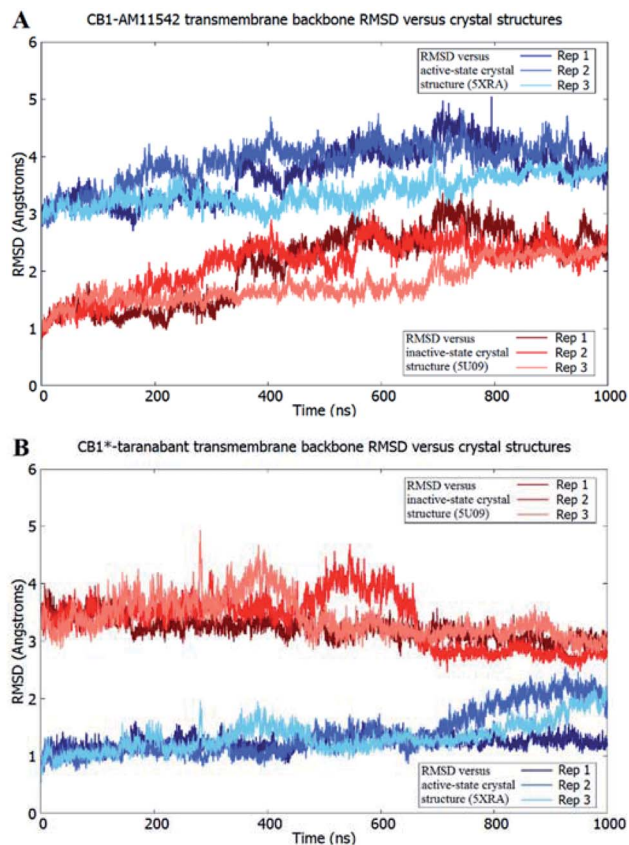 A
CB1-AM11542 transmembrane backbone RMSD versus crystal structures
6
5
4
3
2
1
0
RMSD (Angstroms)
RMSD versus
active-state crystal
structure (5XRA)
Rep 1
Rep 2
Rep 3
RMSD versus
inactive-state crystal
structure (5U09)
Rep 1
Rep 2
Rep 3
0 200 400 600 800 1000
Time (ns)
B
CB1*-taranabant transmembrane backbone RMSD versus crystal structures
6
5
4
3
2
1
0
RMSD (Angstroms)
RMSD versus
inactive-state crystal
structure (5U09)
Rep 1
Rep 2
Rep 3
RMSD versus
active-state crystal
structure (5XRA)
Rep 1
Rep 2
Rep 3
0 200 400 600 800 1000
Time (ns)